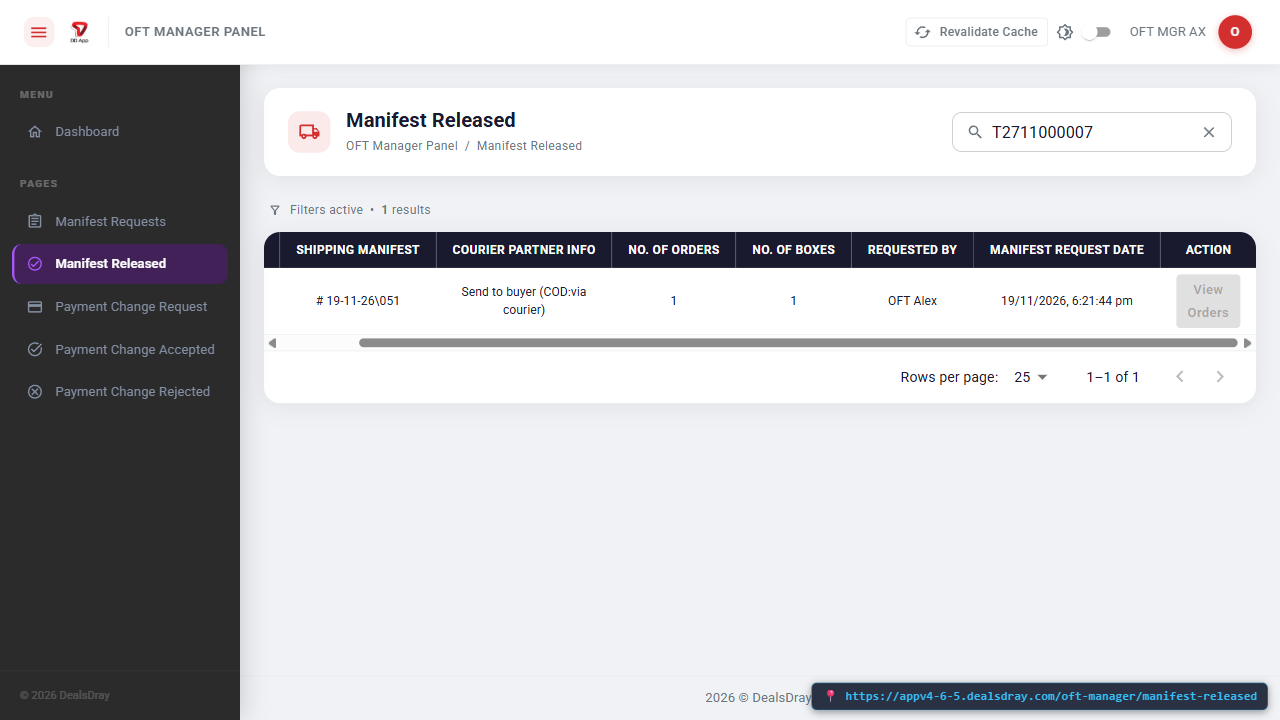 DD App
OFT MANAGER PANEL
Revalidate Cache
OFT MGR AX
O
MENU
Dashboard
PAGES
Manifest Requests
Manifest Released
Payment Change Request
Payment Change Accepted
Payment Change Rejected
© 2026 DealsDray
Manifest Released
OFT Manager Panel / Manifest Released
T2711000007
Filters active • 1 results
SHIPPING MANIFEST COURIER PARTNER INFO NO. OF ORDERS NO. OF BOXES REQUESTED BY MANIFEST REQUEST DATE ACTION
# 19-11-26\051 Send to buyer (COD:via courier) 1 1 OFT Alex 19/11/2026, 6:21:44 pm View Orders
Rows per page: 25 1–1 of 1
2026 © DealsDray
https://appv4-6-5.dealsdray.com/oft-manager/manifest-released